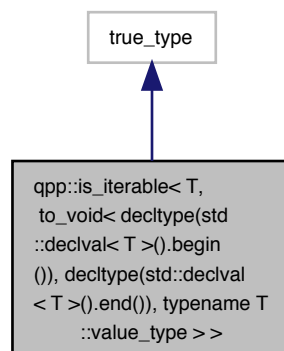 true_type
qpp::is_iterable< T,
to_void< decltype(std
::declval< T >().begin
()), decltype(std::declval
< T >().end()), typename T
::value_type > >